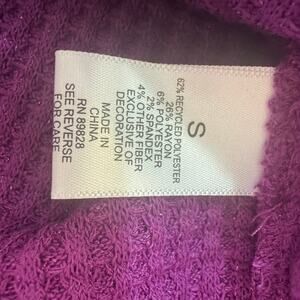 S
62% RECYCLED POLYESTER
26% RAYON
6% POLYESTER
2% SPANDEX
4% OTHER FIBER
EXCLUSIVE OF
DECORATION
MADE IN
CHINA
RN 89828
SEE REVERSE
FOR CARE